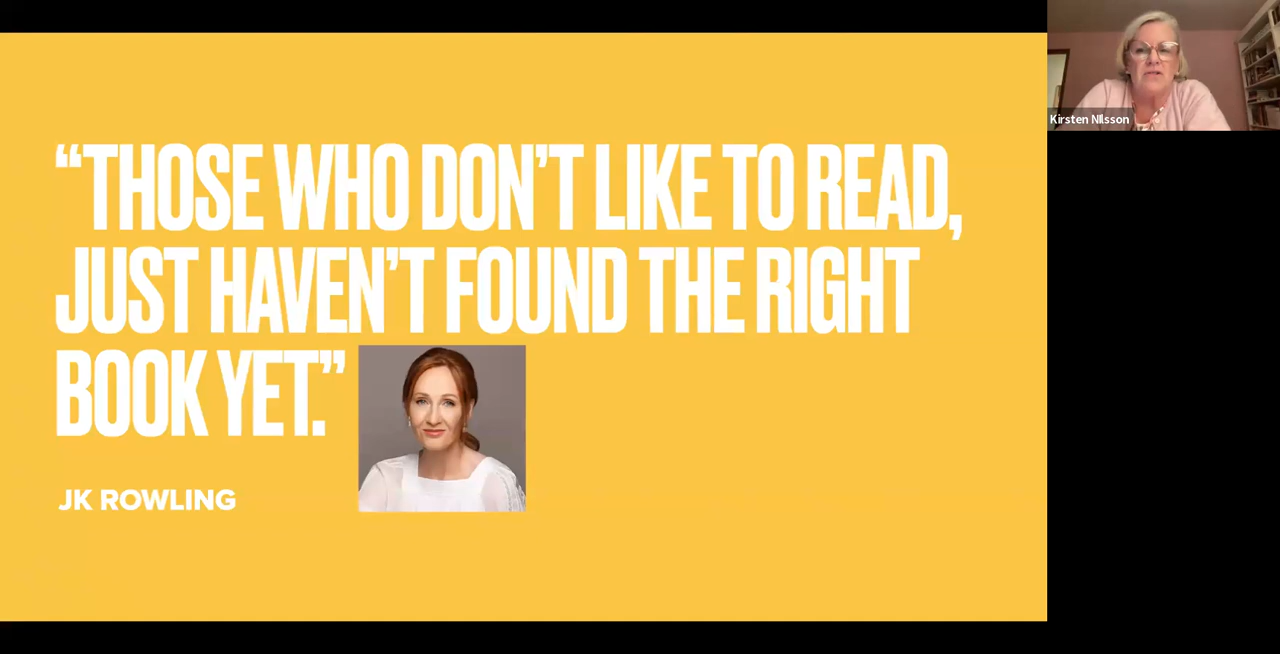 “THOSE WHO DON’T LIKE TO READ,
JUST HAVEN’T FOUND THE RIGHT
BOOK YET.”
JK ROWLING
Kirsten NIlsson